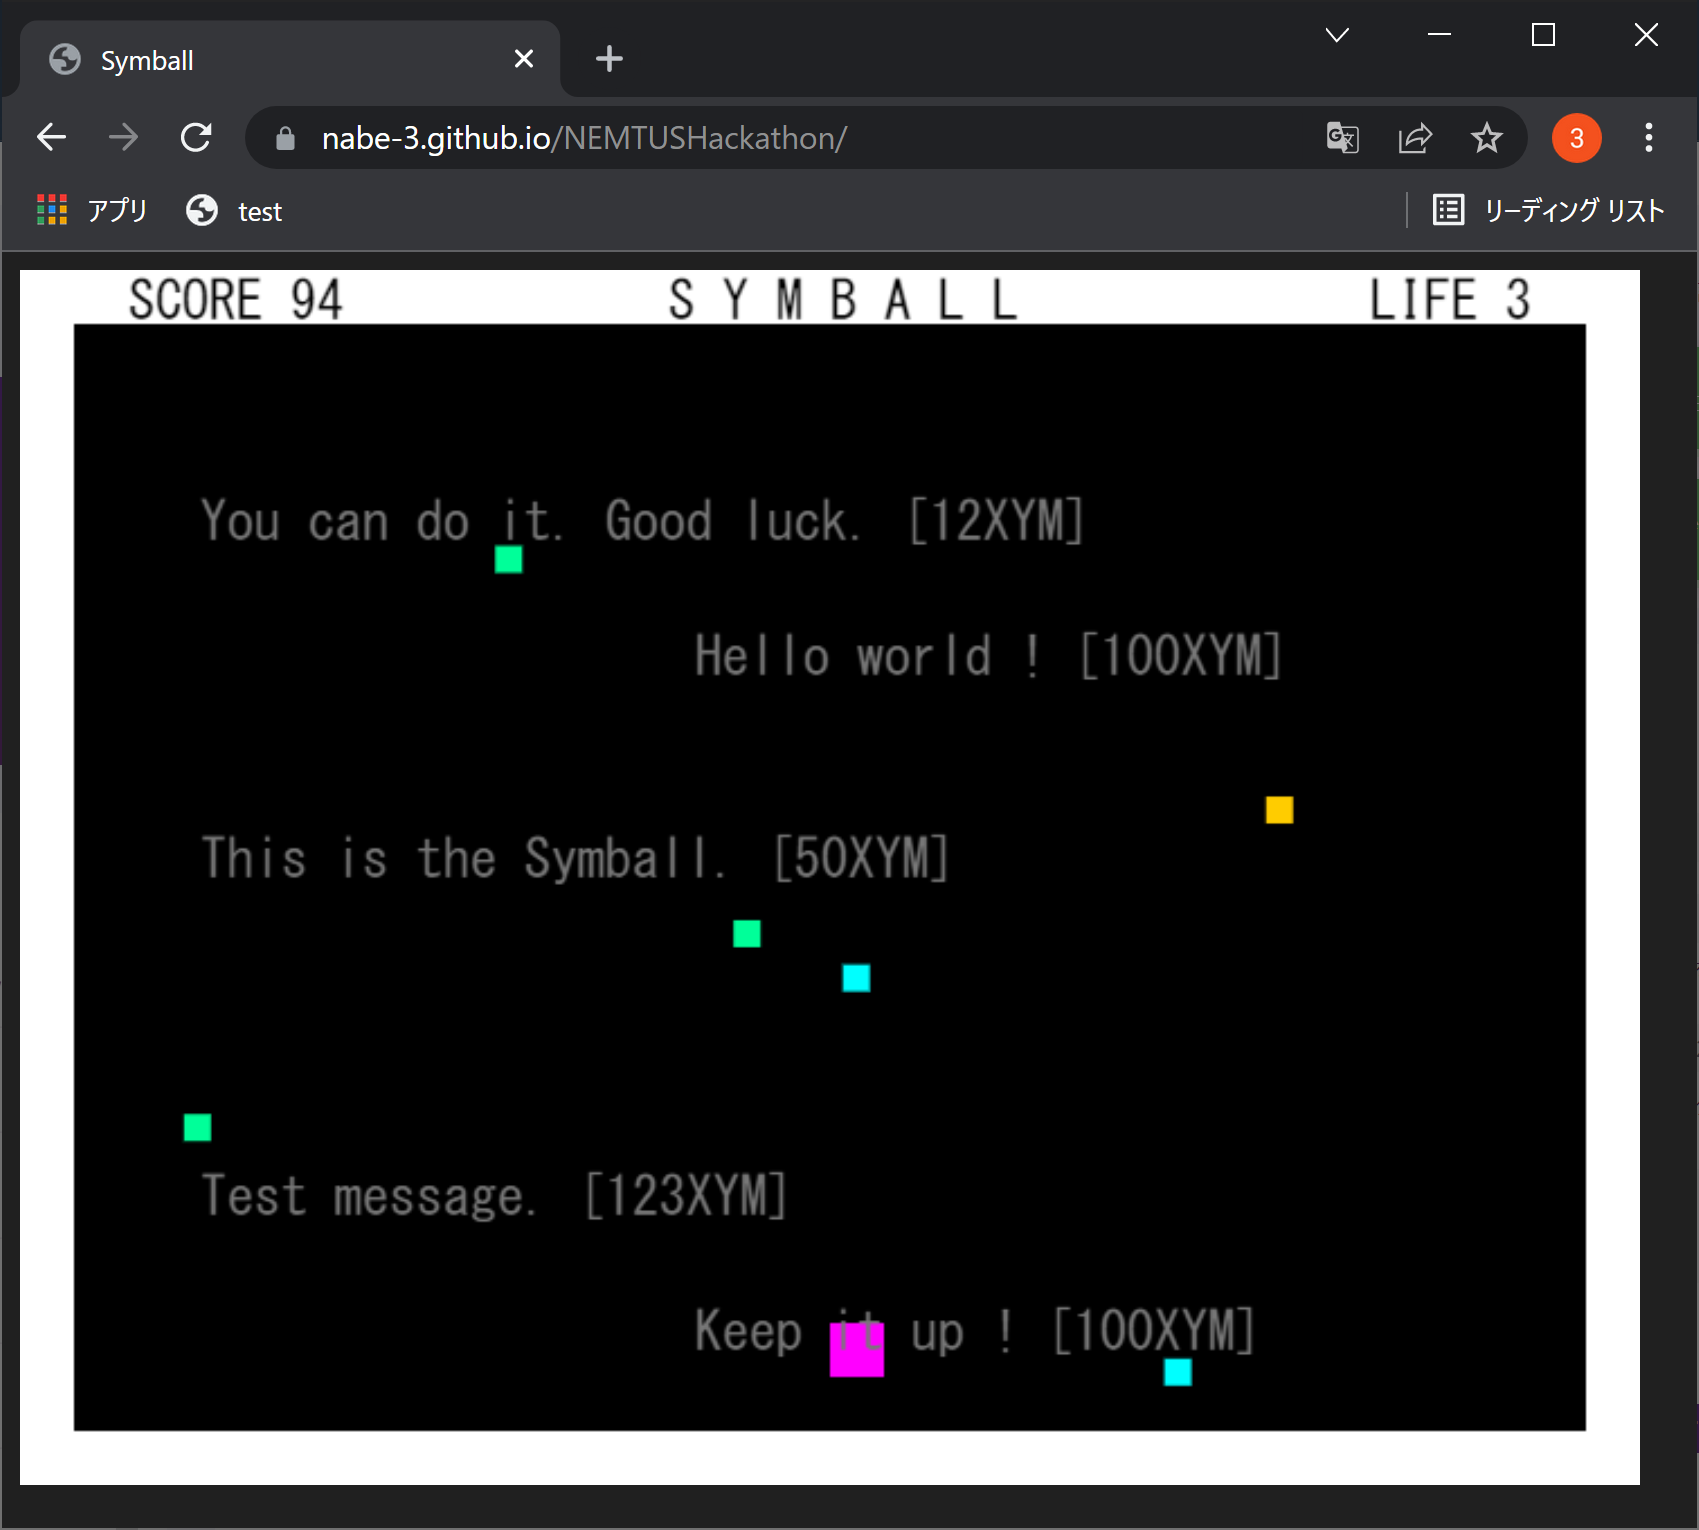 Symball
nabe-3.github.io/NEMTUSHackathon/
3
アプリ
test
リーディング リスト
SCORE 94
S Y M B A L L
LIFE 3
You can do it. Good luck. [12XYM]
Hello world ! [100XYM]
This is the Symball. [50XYM]
Test message. [123XYM]
Keep it up ! [100XYM]